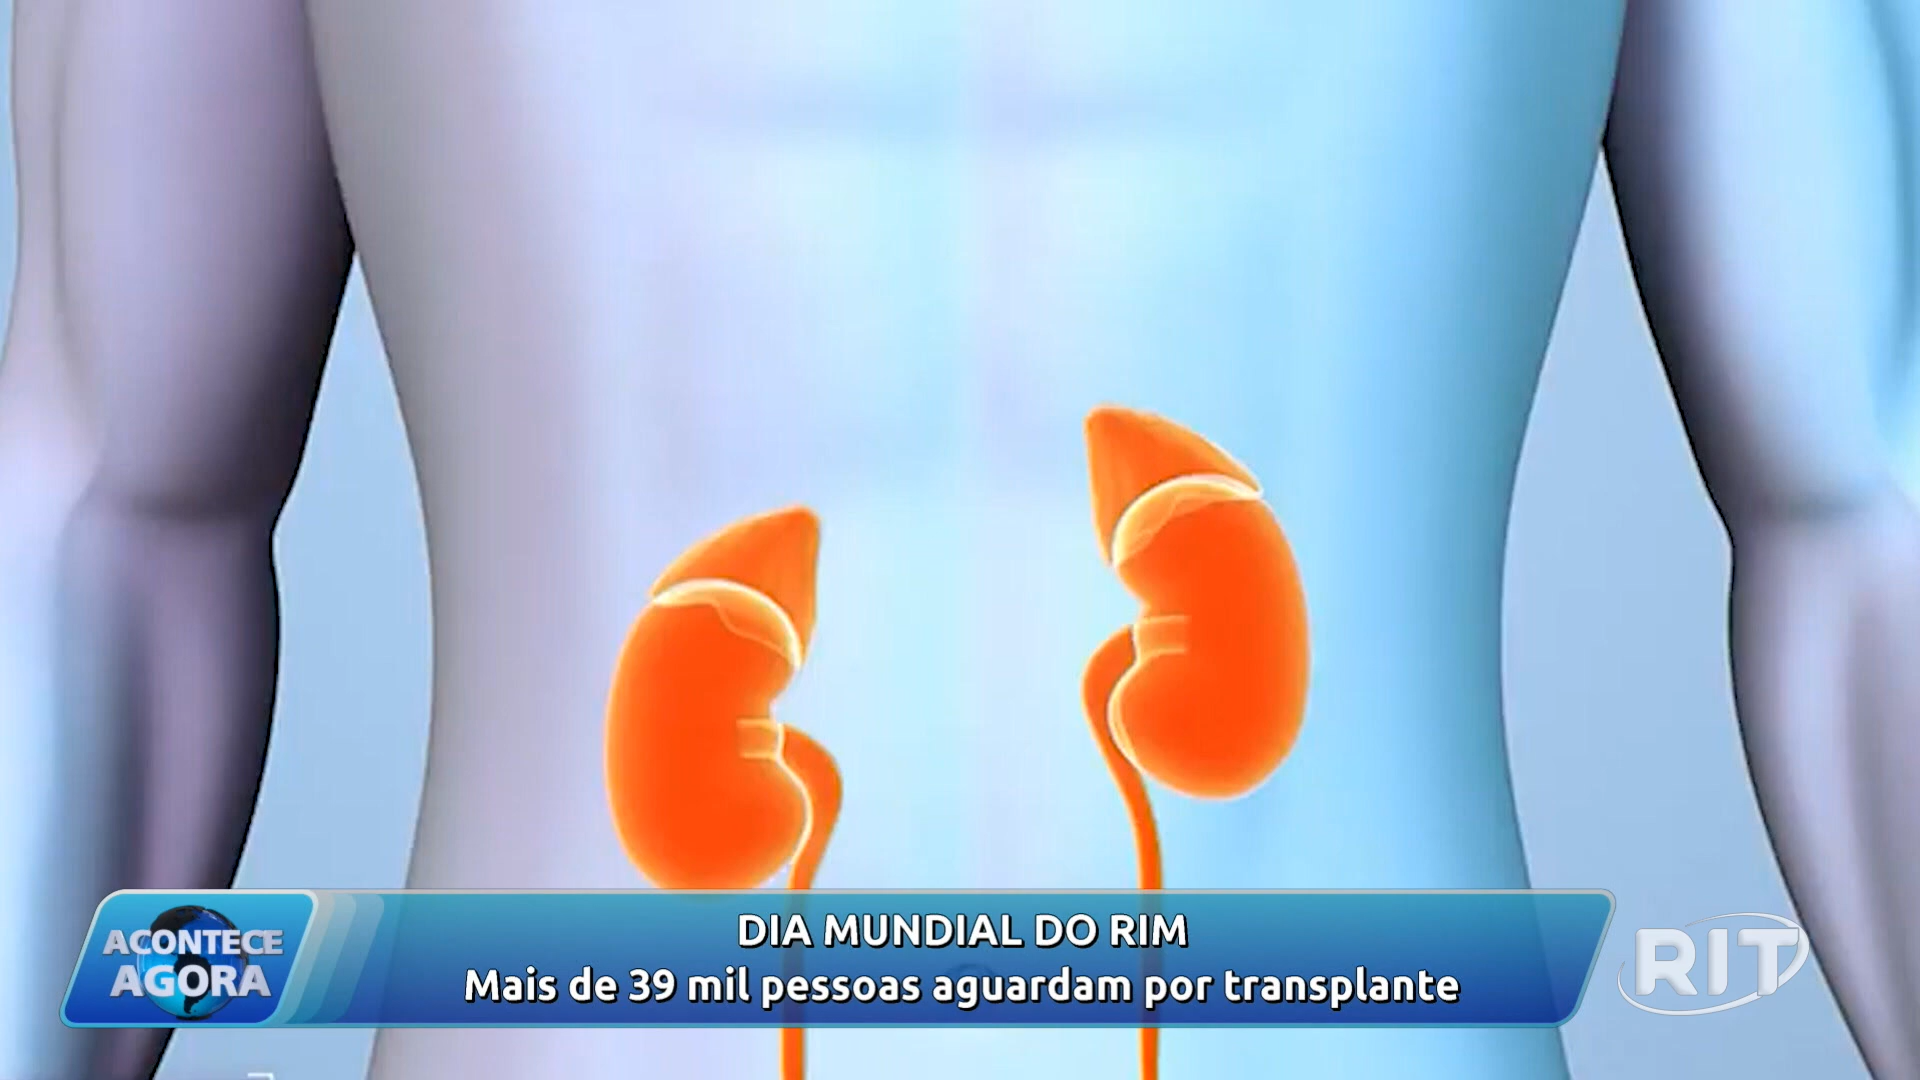 DIA MUNDIAL DO RIM
Mais de 39 mil pessoas aguardam por transplante
ACONTECE
AGORA
RIT